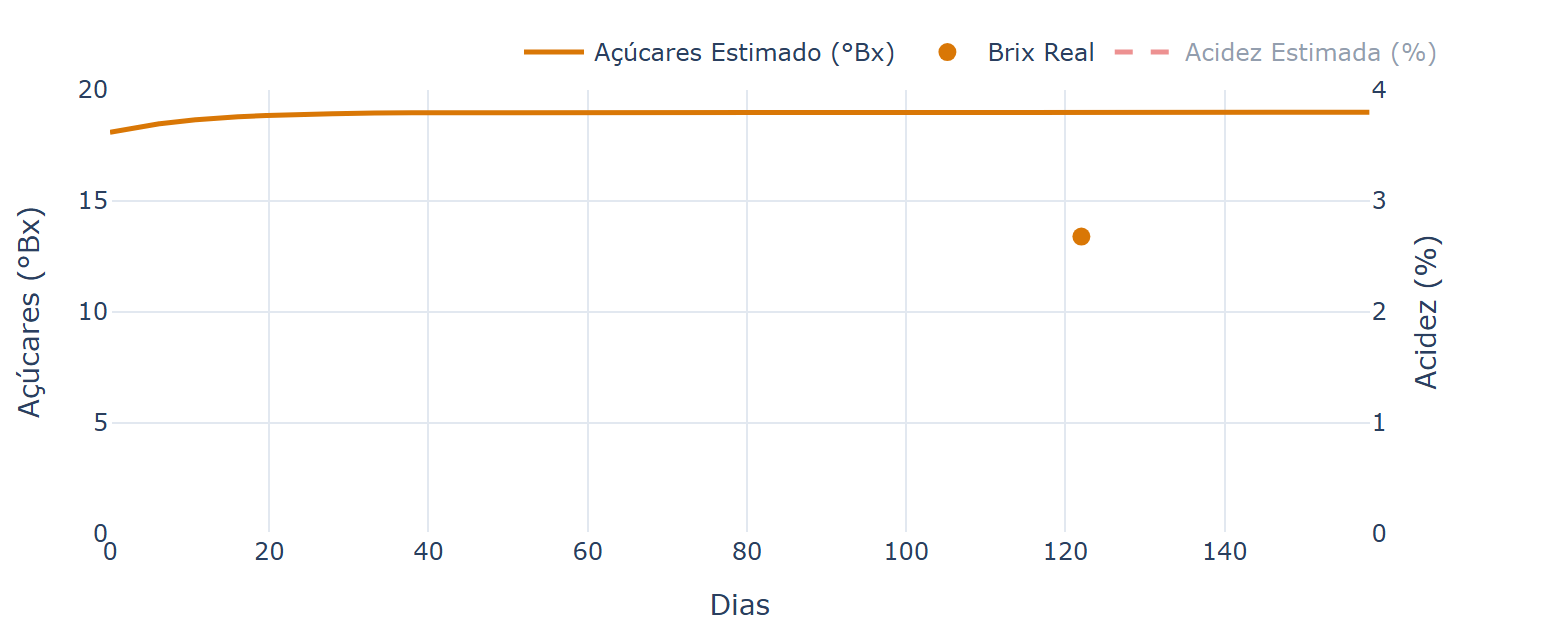 Açúcares Estimado (°Bx) Brix Real Acidez Estimada (%)
20 4
15 3
10 2
5 1
0 0
0 20 40 60 80 100 120 140
Dias
Açúcares (°Bx)
Acidez (%)